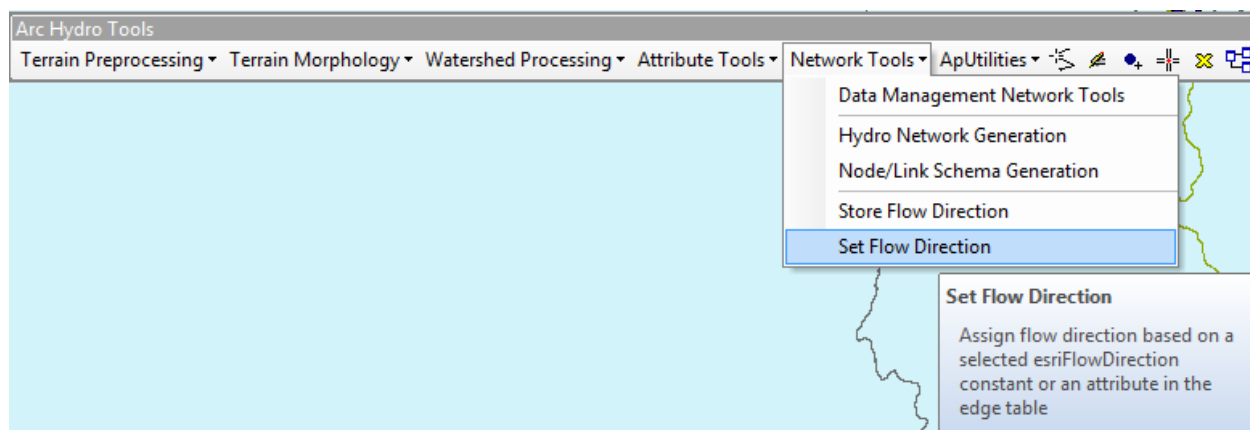 Arc Hydro Tools
Terrain Preprocessing Terrain Morphology Watershed Processing Attribute Tools Network Tools ApUtilities
Data Management Network Tools
Hydro Network Generation
Node/Link Schema Generation
Store Flow Direction
Set Flow Direction
Set Flow Direction
Assign flow direction based on a
selected esriFlowDirection
constant or an attribute in the
edge table